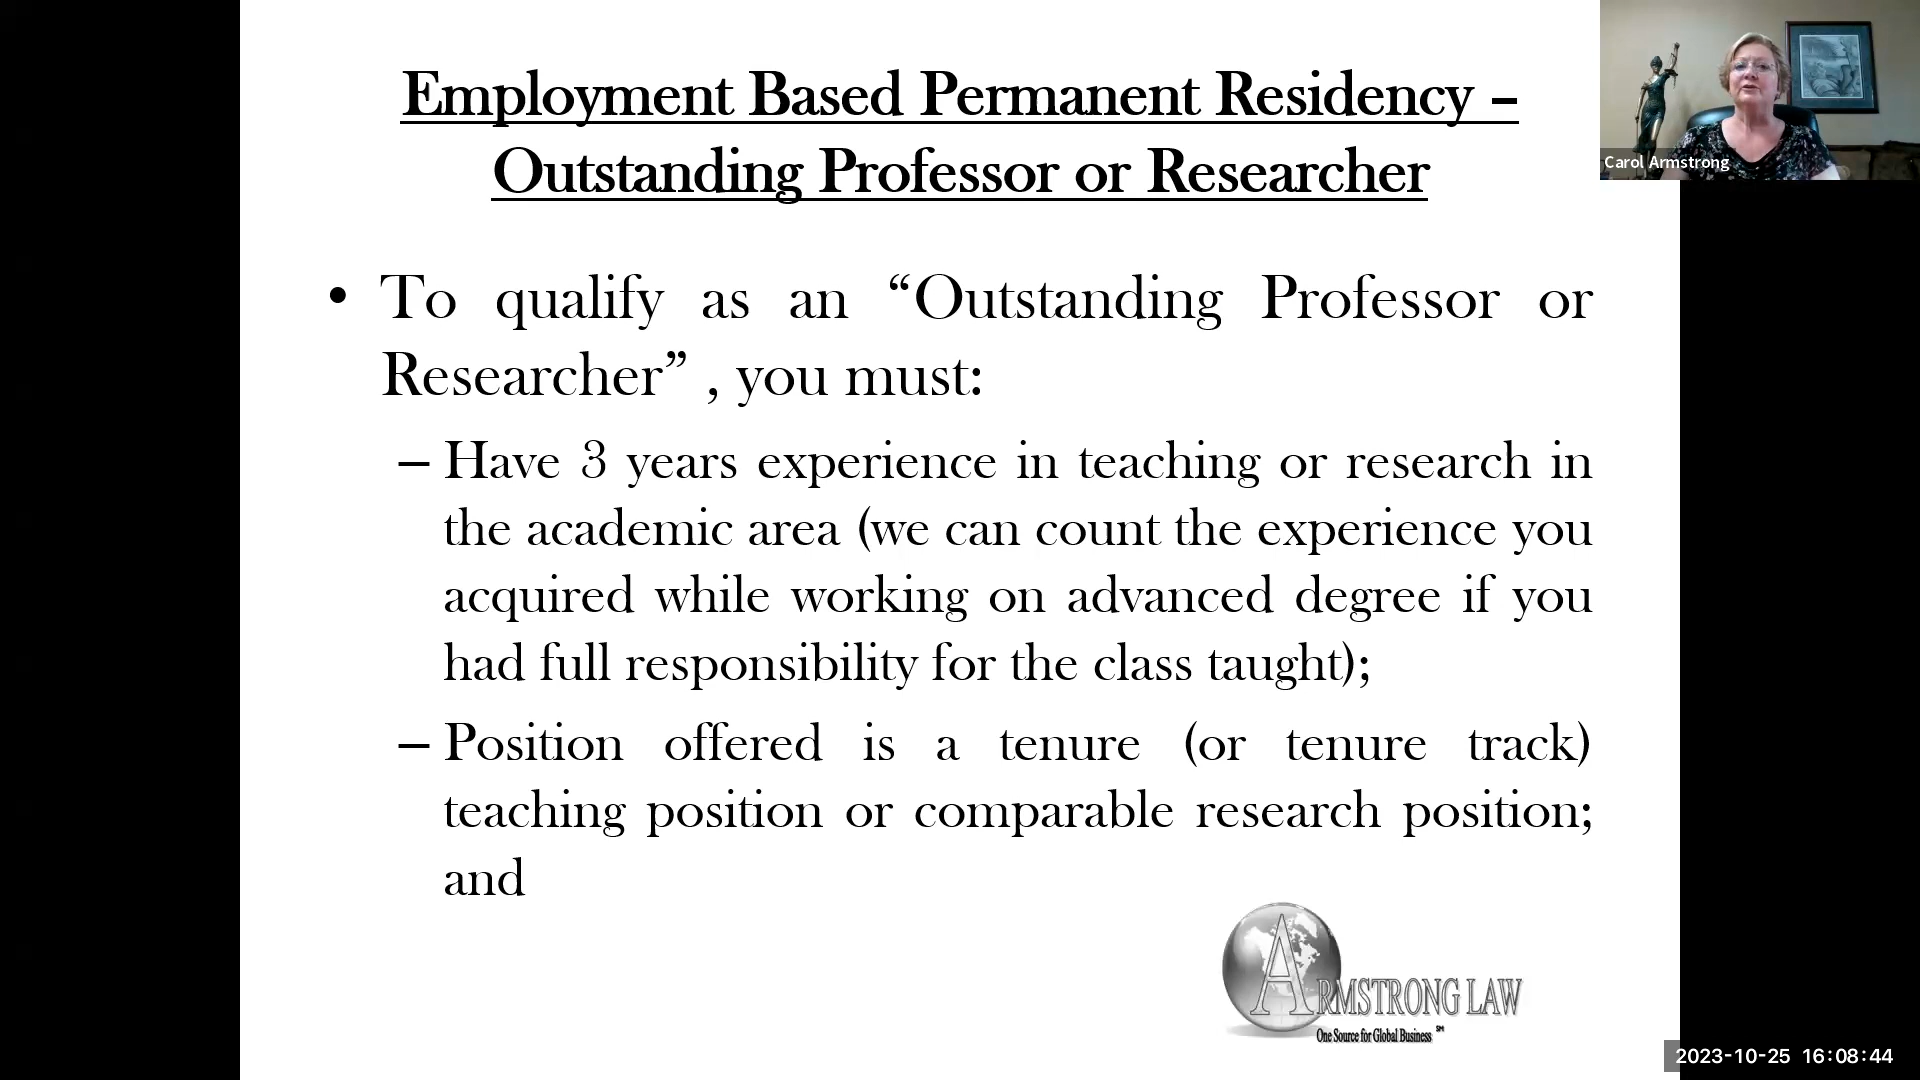 Employment Based Permanent Residency –
Outstanding Professor or Researcher
• To qualify as an “Outstanding Professor or
Researcher” , you must:
– Have 3 years experience in teaching or research in
the academic area (we can count the experience you
acquired while working on advanced degree if you
had full responsibility for the class taught);
– Position offered is a tenure (or tenure track)
teaching position or comparable research position;
and
Carol Armstrong
ARMSTRONG LAW
One Source for Global Business SM
2023-10-25 16:08:44